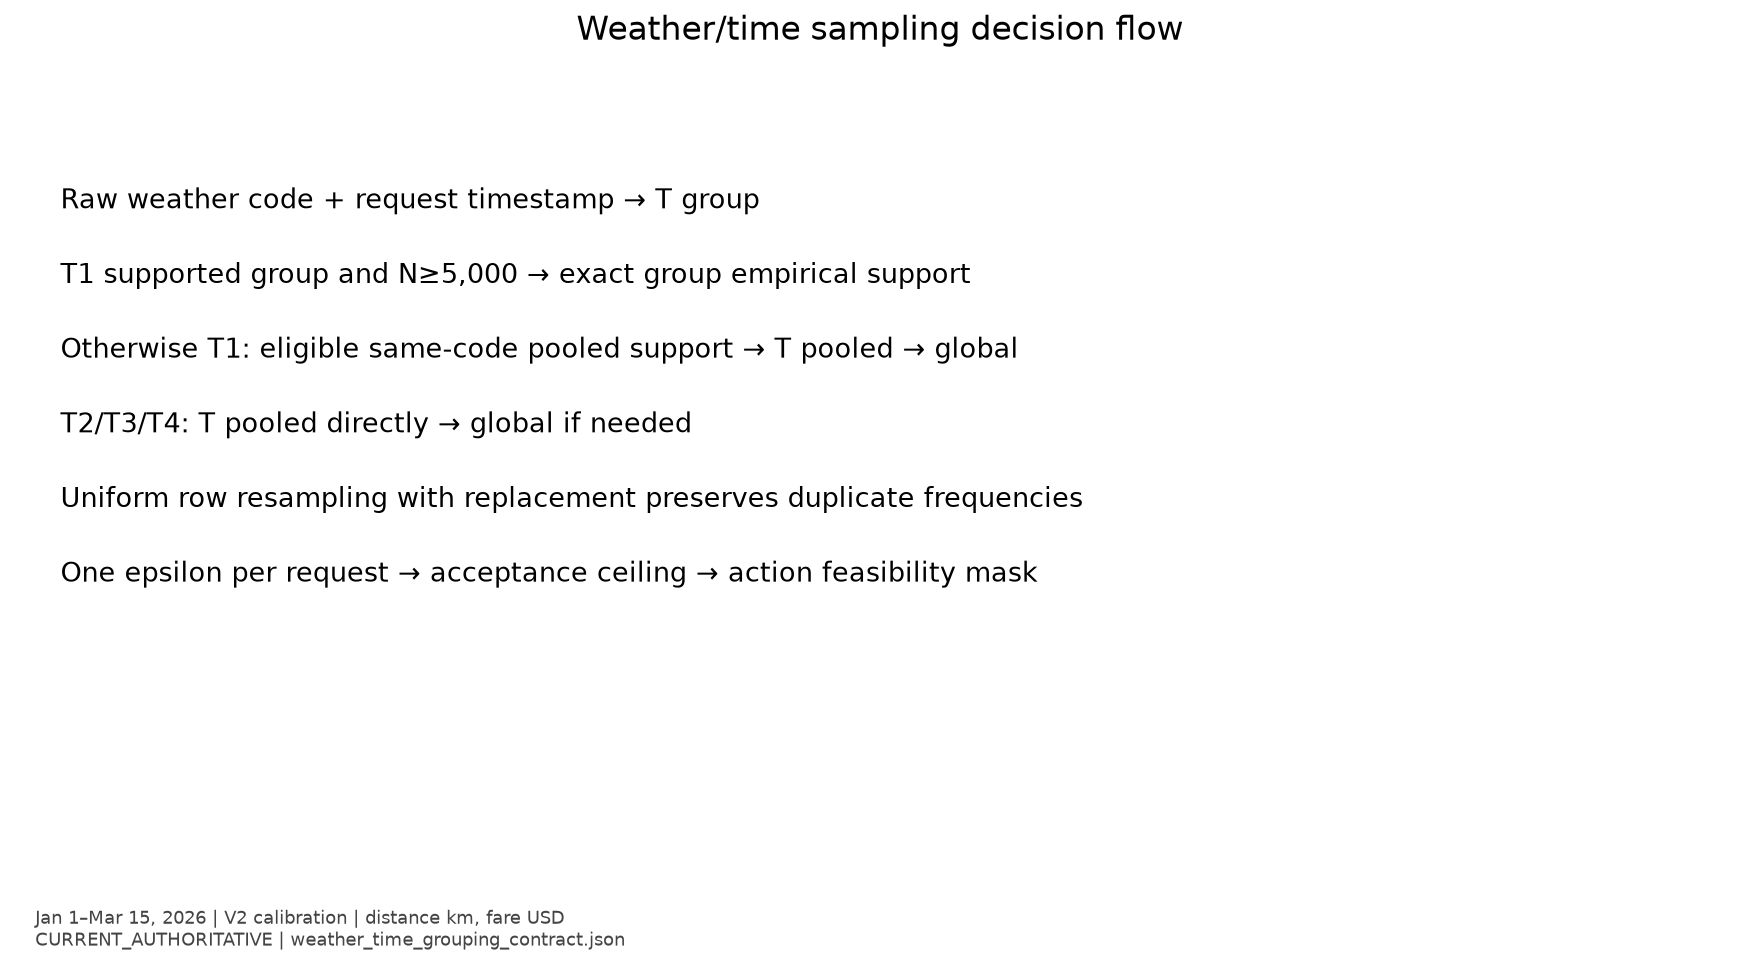 Weather/time sampling decision flow
Raw weather code + request timestamp → T group
T1 supported group and N≥5,000 → exact group empirical support
Otherwise T1: eligible same-code pooled support → T pooled → global
T2/T3/T4: T pooled directly → global if needed
Uniform row resampling with replacement preserves duplicate frequencies
One epsilon per request → acceptance ceiling → action feasibility mask
Jan 1–Mar 15, 2026 | V2 calibration | distance km, fare USD
CURRENT_AUTHORITATIVE | weather_time_grouping_contract.json